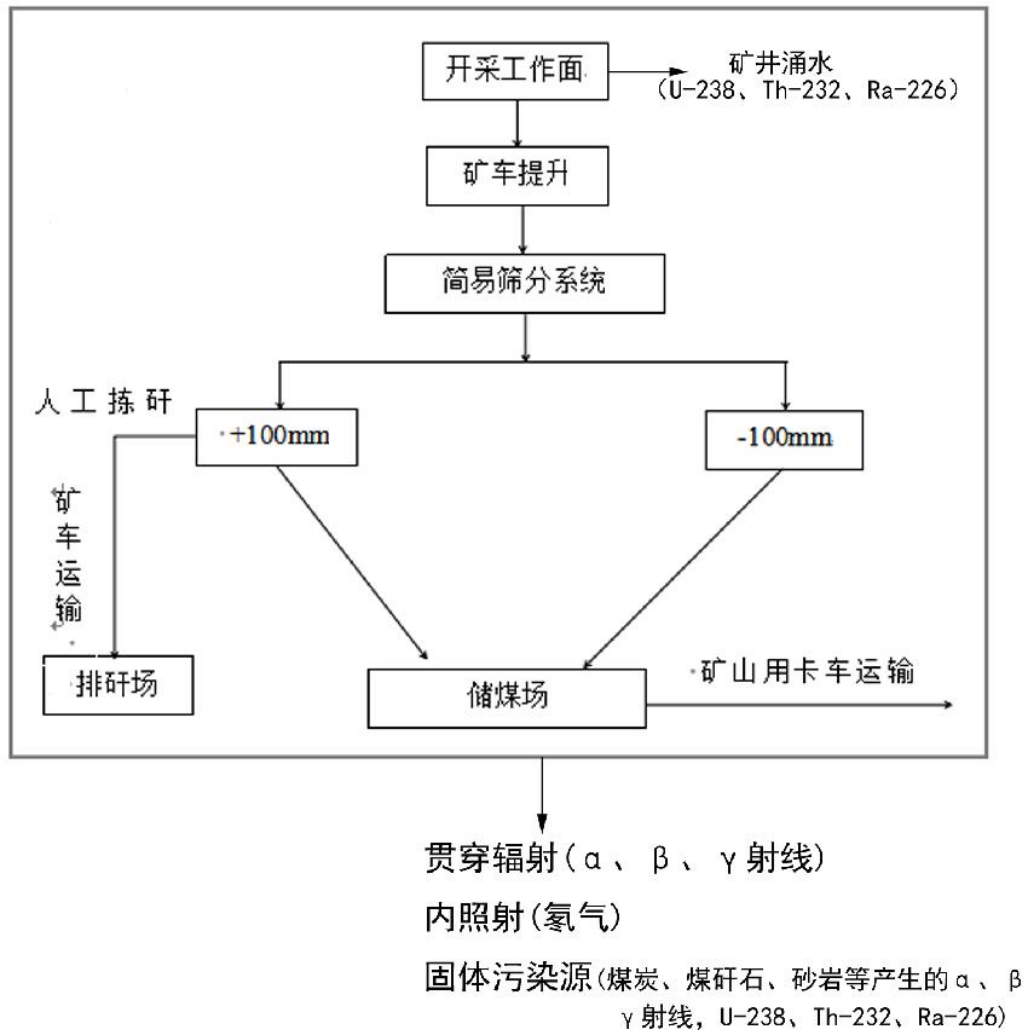 开采工作面
矿井涌水
(U-238、Th-232、Ra-226)
矿车提升
简易筛分系统
人工拣矸
+100mm
-100mm
矿车运输
排矸场
储煤场
矿山用卡车运输
贯穿辐射(α、β、γ射线)
内照射(氡气)
固体污染源(煤炭、煤矸石、砂岩等产生的α、β
γ射线，U-238、Th-232、Ra-226)